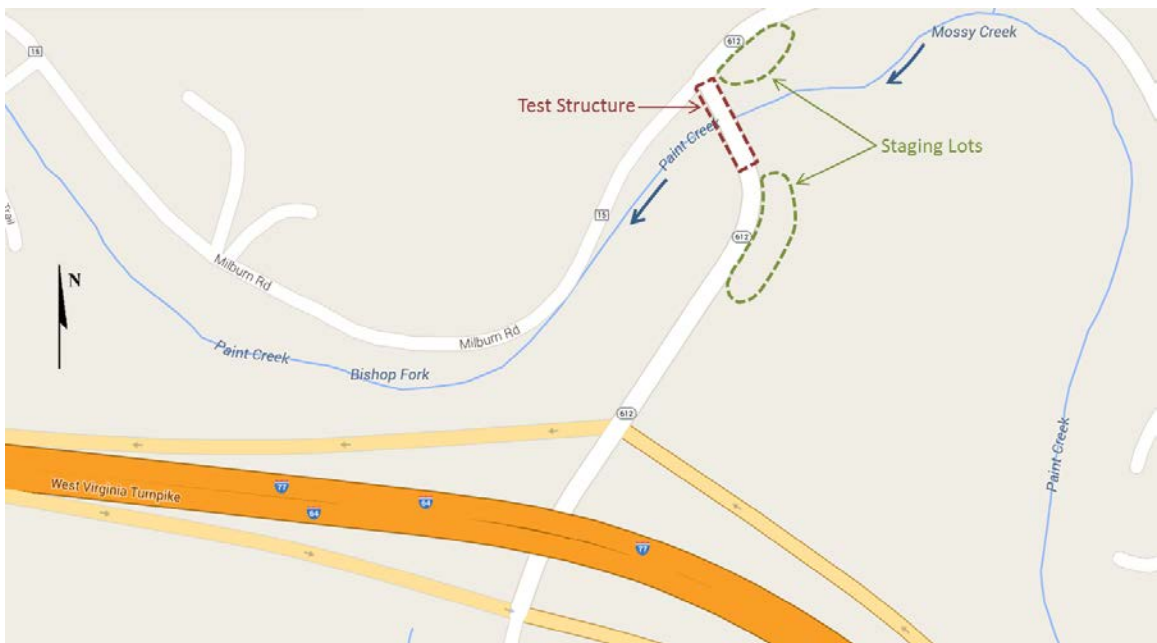 612
Mossy Creek
15
Test Structure
Paint Creek
Staging Lots
Trail
15
612
N
Milburn Rd
Milburn Rd
Paint Creek
Bishop Fork
612
Paint Creek
West Virginia Turnpike
77
64
64
77